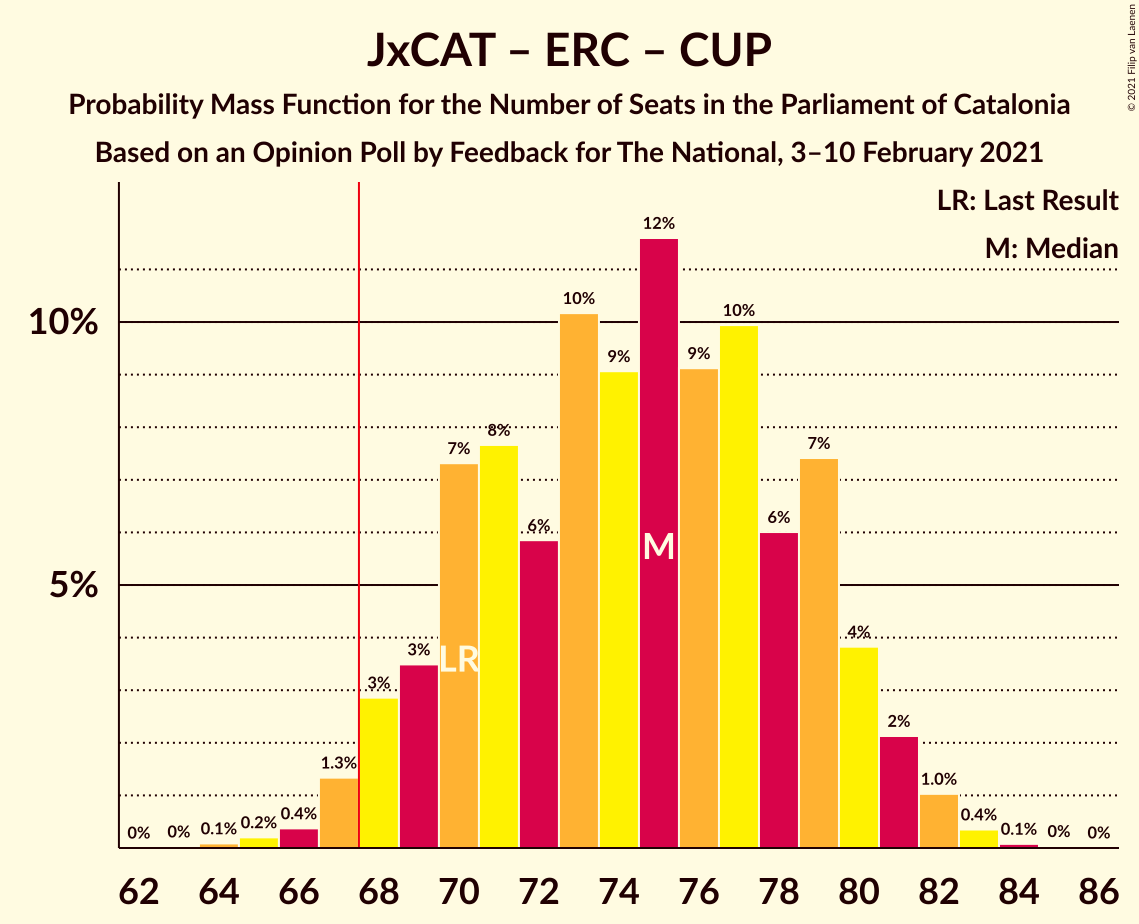 JxCAT – ERC – CUP
Probability Mass Function for the Number of Seats in the Parliament of Catalonia
Based on an Opinion Poll by Feedback for The National, 3–10 February 2021
© 2021 Filip van Laenen
LR: Last Result
M: Median
10%
5%
0% 0% 0.1% 0.2% 0.4% 1.3% 3% 3% 7% 8% 6% 10% 9% 12% 9% 10% 6% 7% 4% 2% 1.0% 0.4% 0.1% 0% 0%
LR
M
62 64 66 68 70 72 74 76 78 80 82 84 86